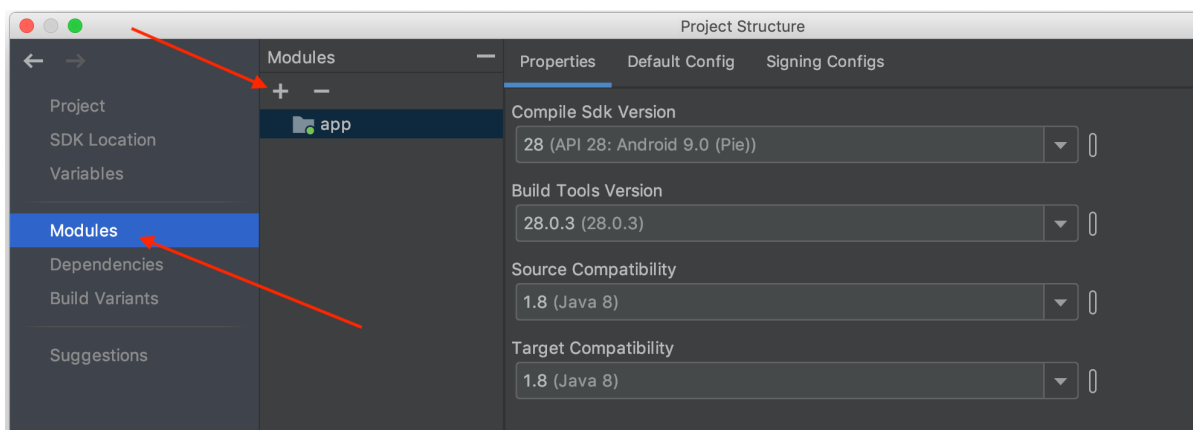 Project Structure
Project
SDK Location
Variables
Modules
Dependencies
Build Variants
Suggestions
Modules
app
Properties Default Config Signing Configs
Compile Sdk Version
28 (API 28: Android 9.0 (Pie))
Build Tools Version
28.0.3 (28.0.3)
Source Compatibility
1.8 (Java 8)
Target Compatibility
1.8 (Java 8)